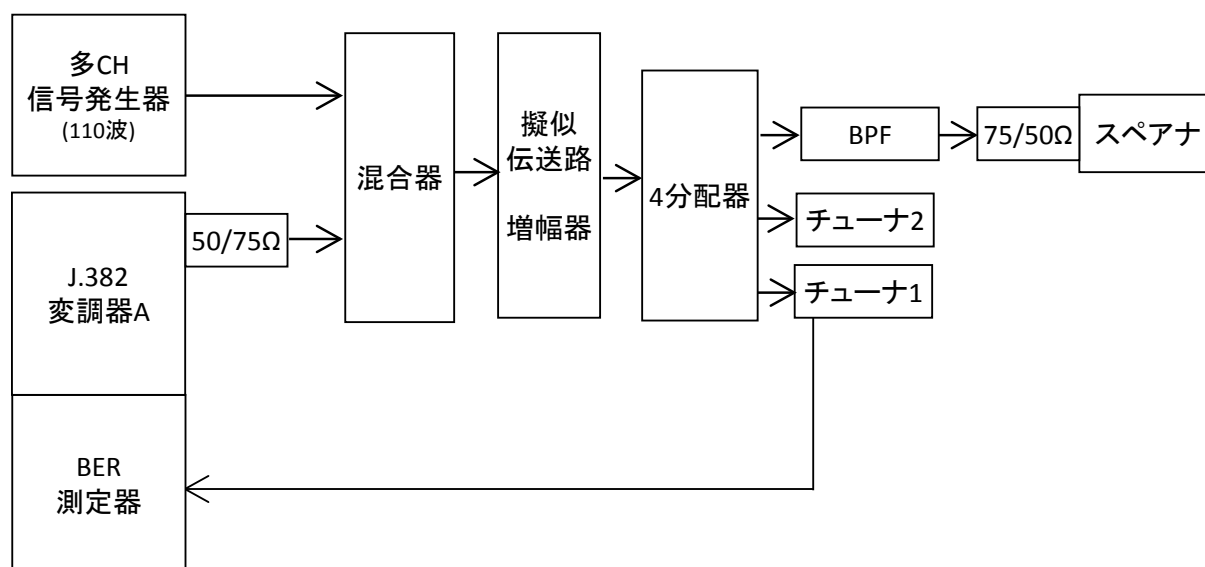 多CH
信号発生器
(110波)
J.382
変調器A
BER
測定器
50/75Ω
混合器
擬似
伝送路
増幅器
4分配器
BPF
75/50Ω
スペアナ
チューナ2
チューナ1